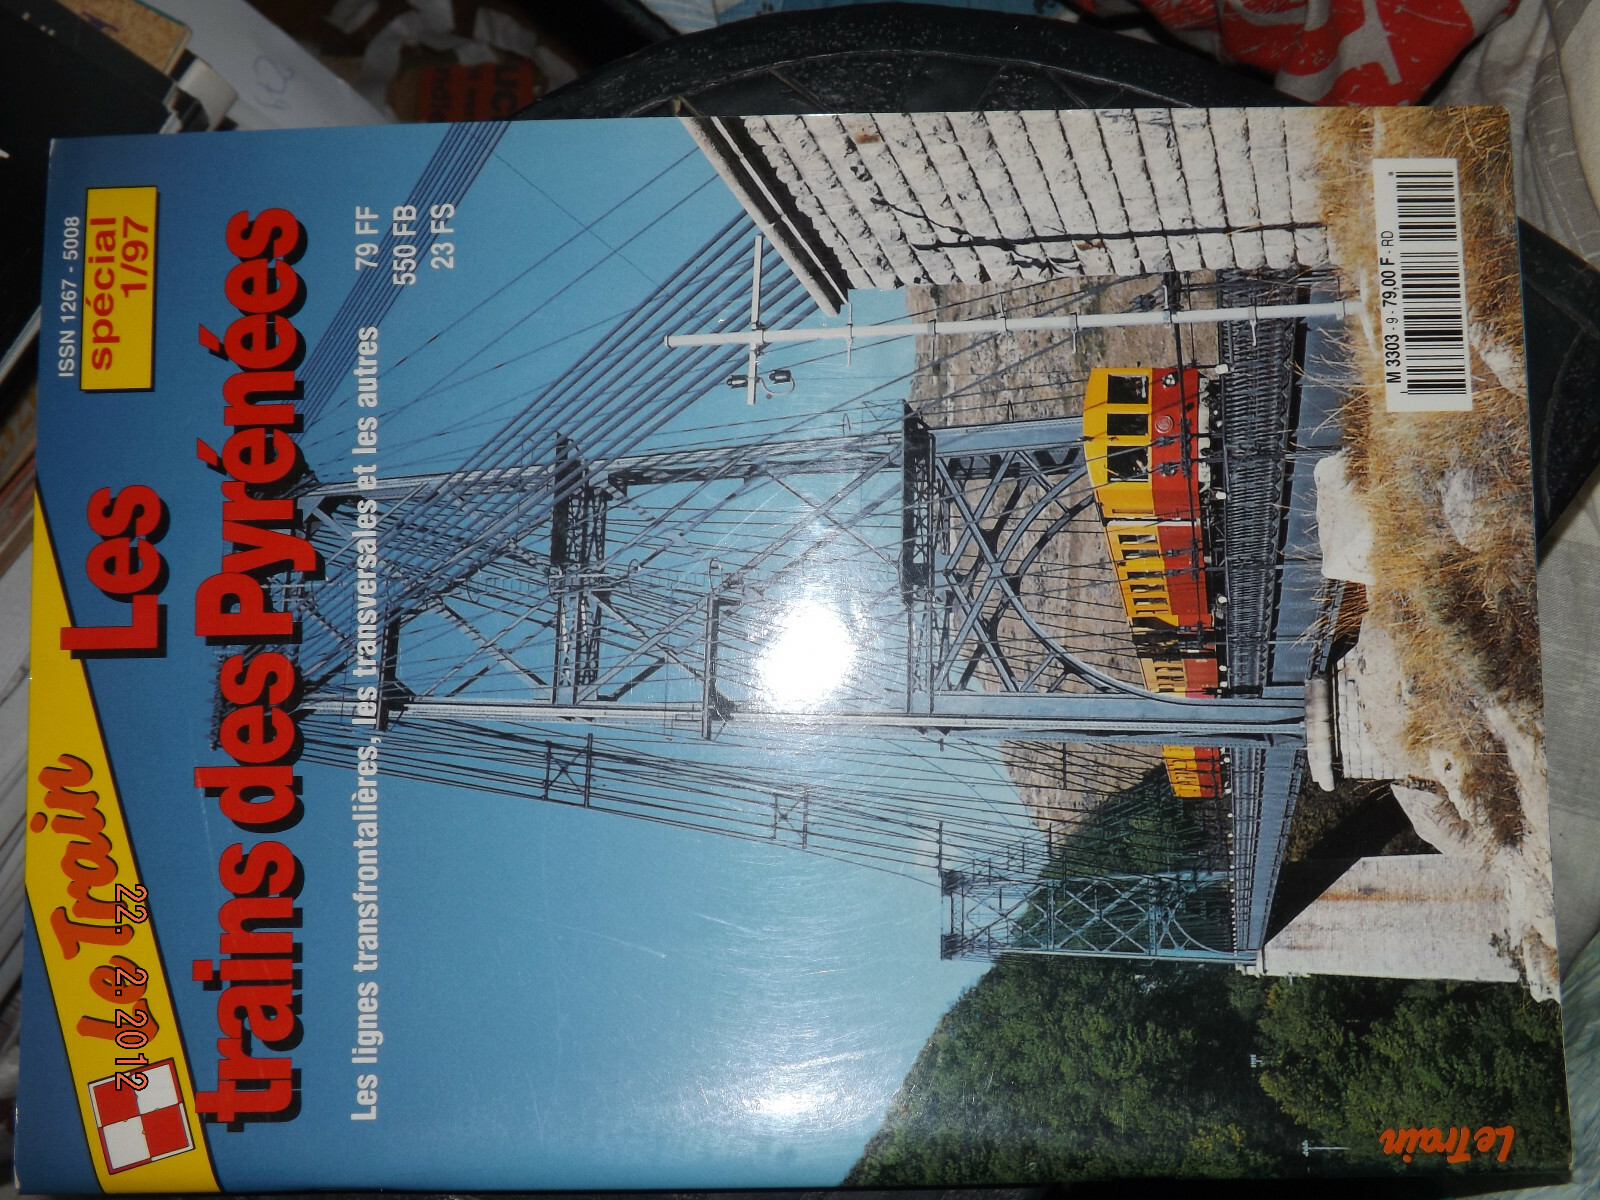 Le Train
ISSN 1267 - 5008
spécial
1/97
Les
trains des Pyrénées
Les lignes transfrontalières, les transversales et les autres
79 FF
550 FB
23 FS
M 3303 - 9 - 79,00 F - RD
Le Train
22. 2. 2012